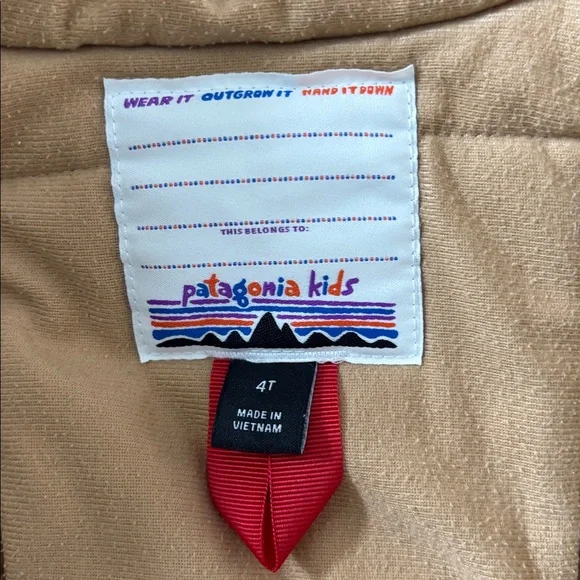 WEAR IT OUTGROW IT HAND IT DOWN
THIS BELONGS TO:
patagonia kids
4T
MADE IN
VIETNAM